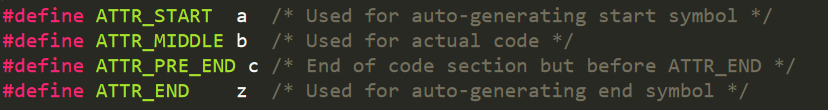 #define ATTR_START  a  /* Used for auto-generating start symbol */
#define ATTR_MIDDLE b  /* Used for actual code */
#define ATTR_PRE_END c /* End of code section but before ATTR_END */
#define ATTR_END    z  /* Used for auto-generating end symbol */